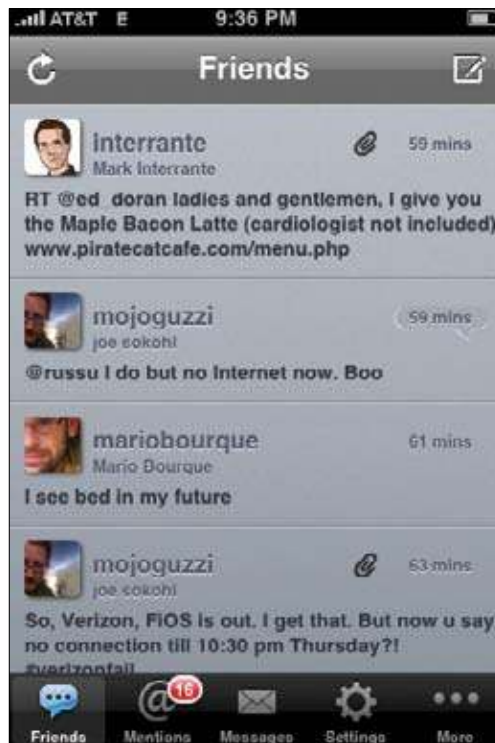 AT&T E 9:36 PM
Friends
interrante 59 mins
Mark Interrante
RT @ed_doran ladies and gentlemen, I give you
the Maple Bacon Latte (cardiologist not included)
www.piratecatcafe.com/menu.php
mojoguzzi 59 mins
joe sokohl
@russu I do but no Internet now. Boo
mariobourque 61 mins
Mario Bourque
I see bed in my future
mojoguzzi 63 mins
joe sokohl
So, Verizon, FiOS is out. I get that. But now u say
no connection till 10:30 pm Thursday?!
#verizonfail
16
Friends Mentions Messages Settings More